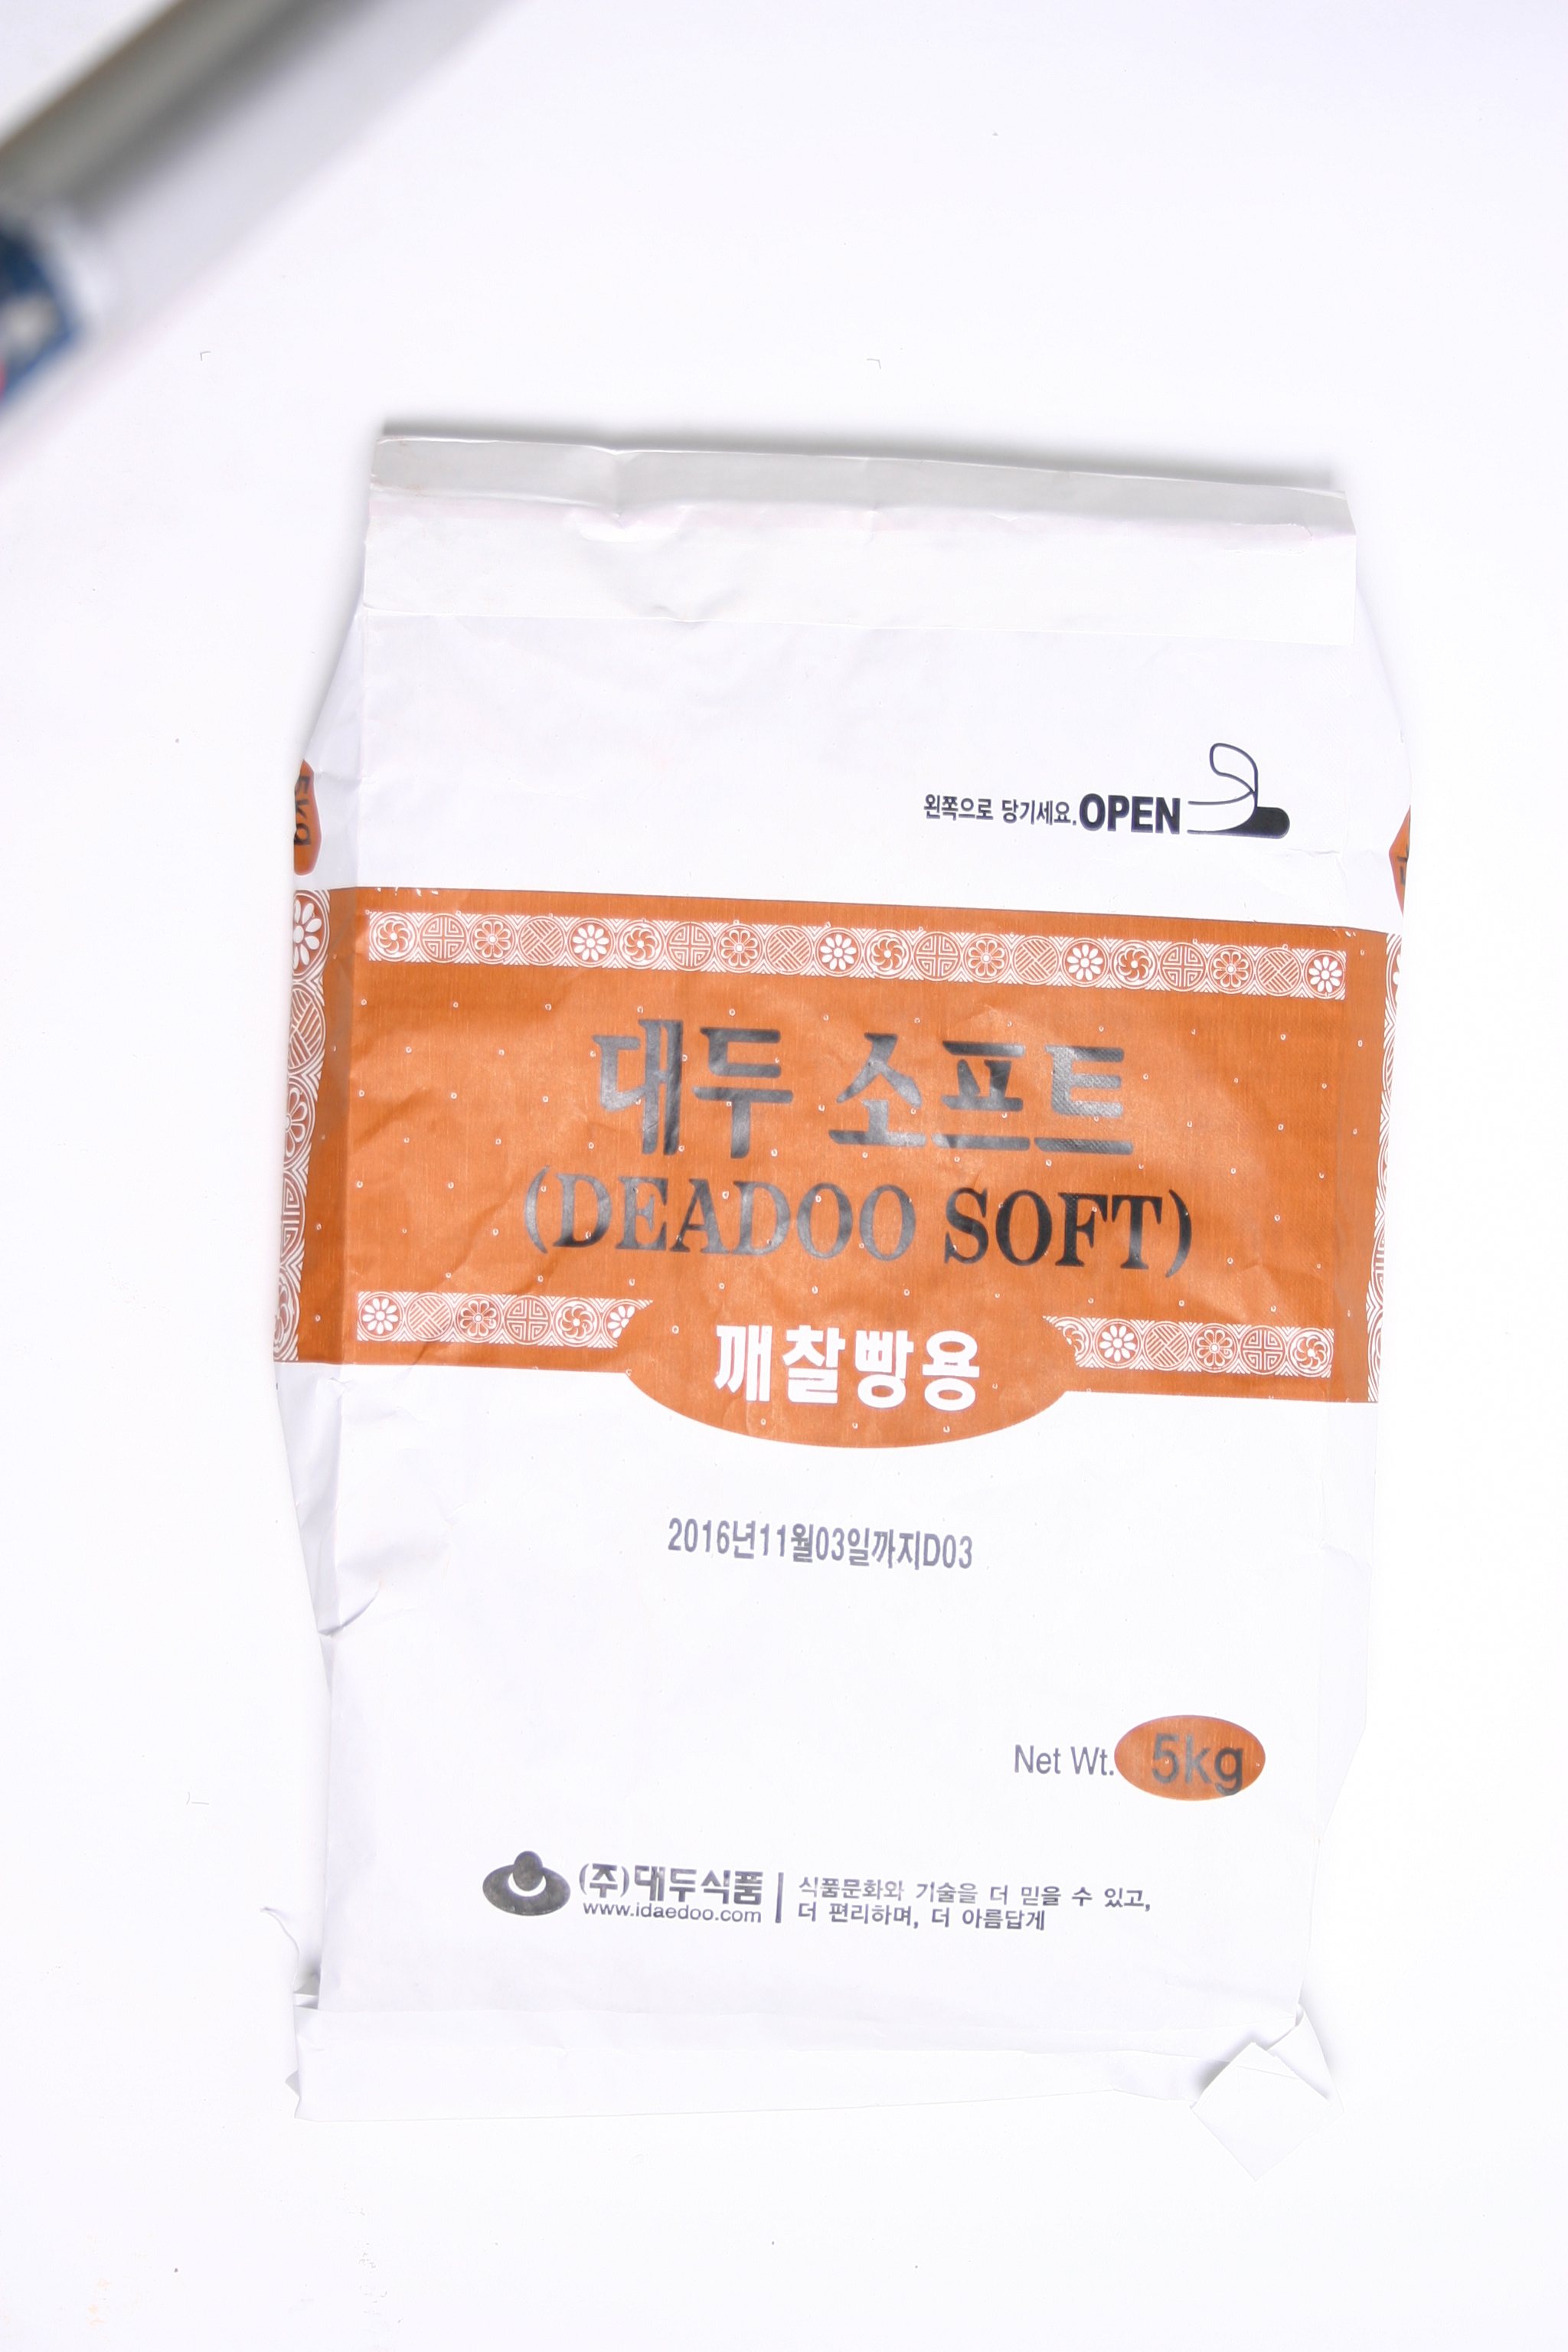 왼쪽으로 당기세요.OPEN
5kg
대두 소프트
(DEADOO SOFT)
깨찰빵용
2016년11월03일까지D03
Net Wt. 5kg
(주)대두식품
www.idaedoo.com
식품문화와 기술을 더 믿을 수 있고,
더 편리하며, 더 아름답게